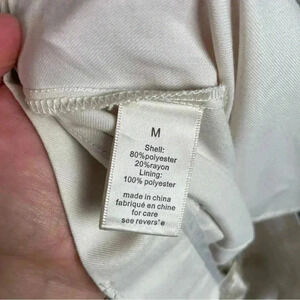 M
Shell:
80%polyester
20%rayon
Lining:
100% polyester
made in china
fabriqué en chine
for care
see revers'e